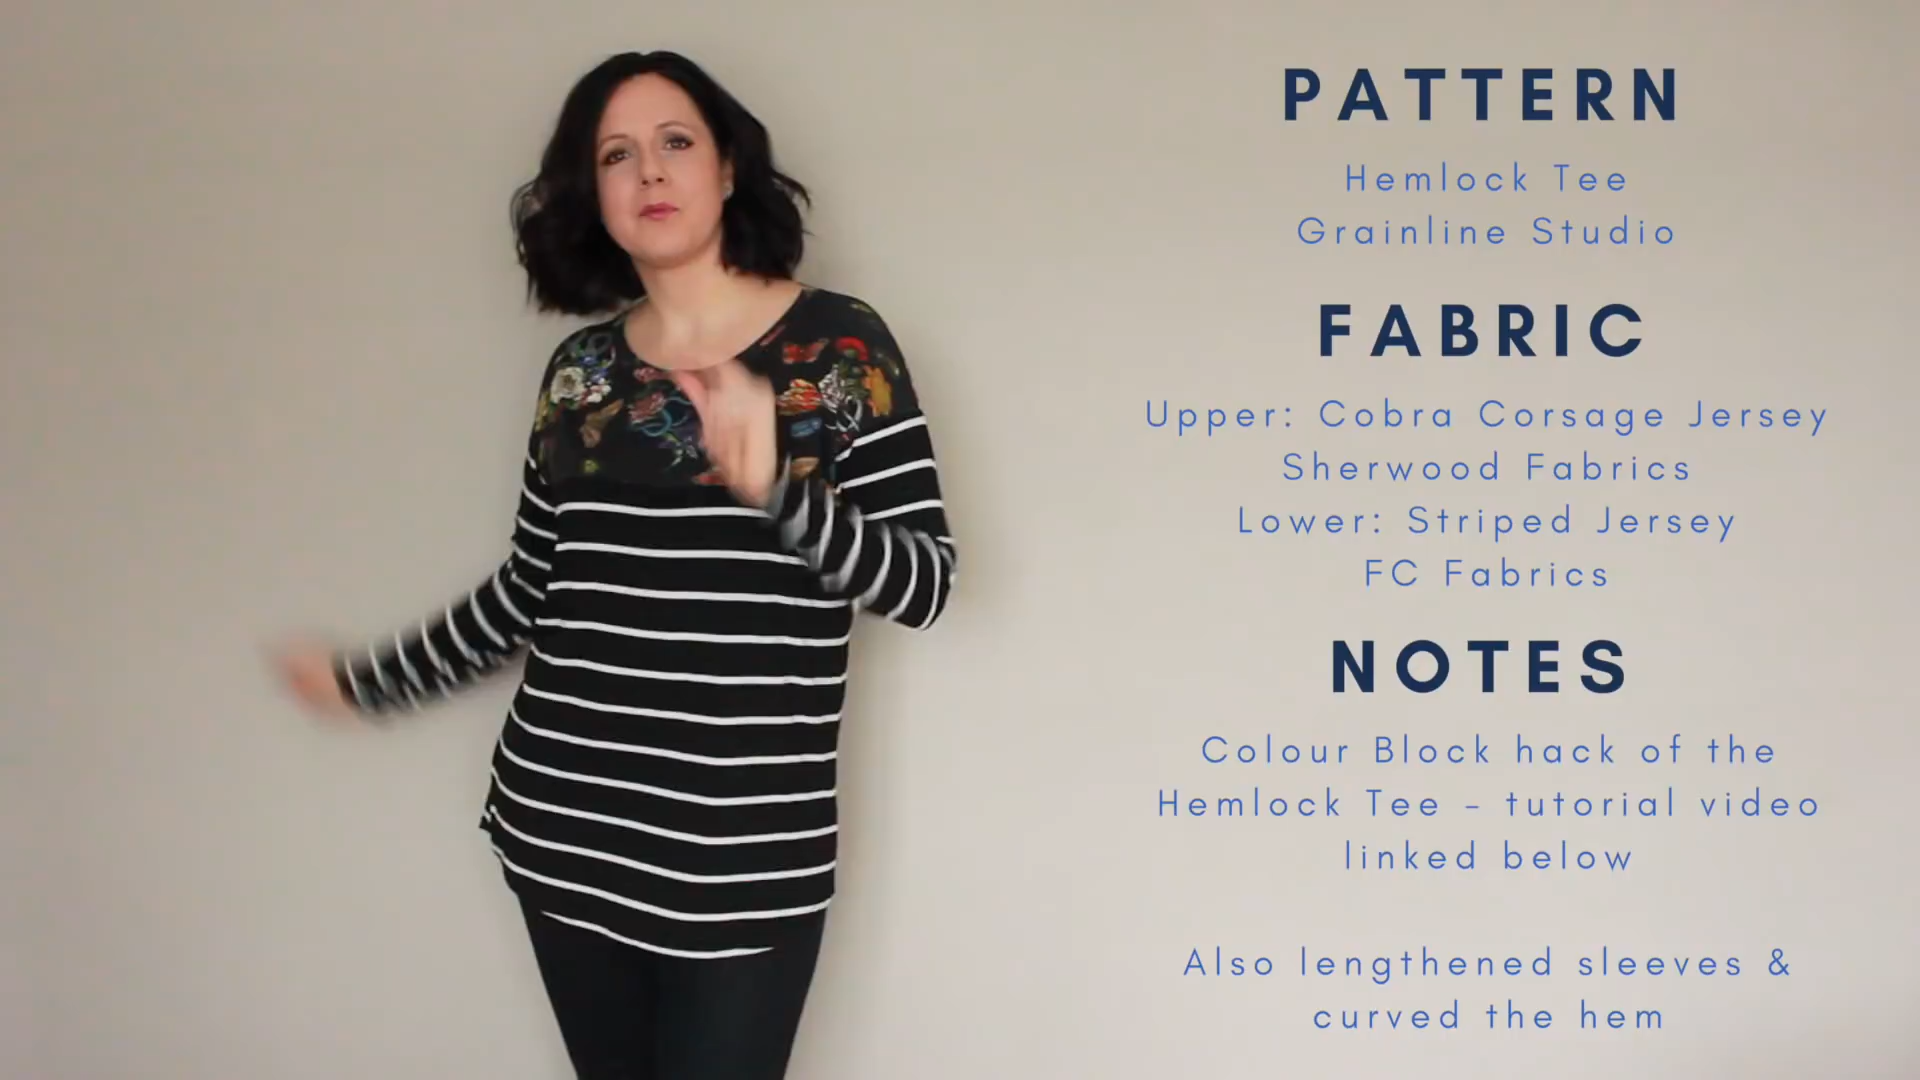 PATTERN
Hemlock Tee
Grainline Studio
FABRIC
Upper: Cobra Corsage Jersey
Sherwood Fabrics
Lower: Striped Jersey
FC Fabrics
NOTES
Colour Block hack of the
Hemlock Tee - tutorial video
linked below
Also lengthened sleeves &
curved the hem